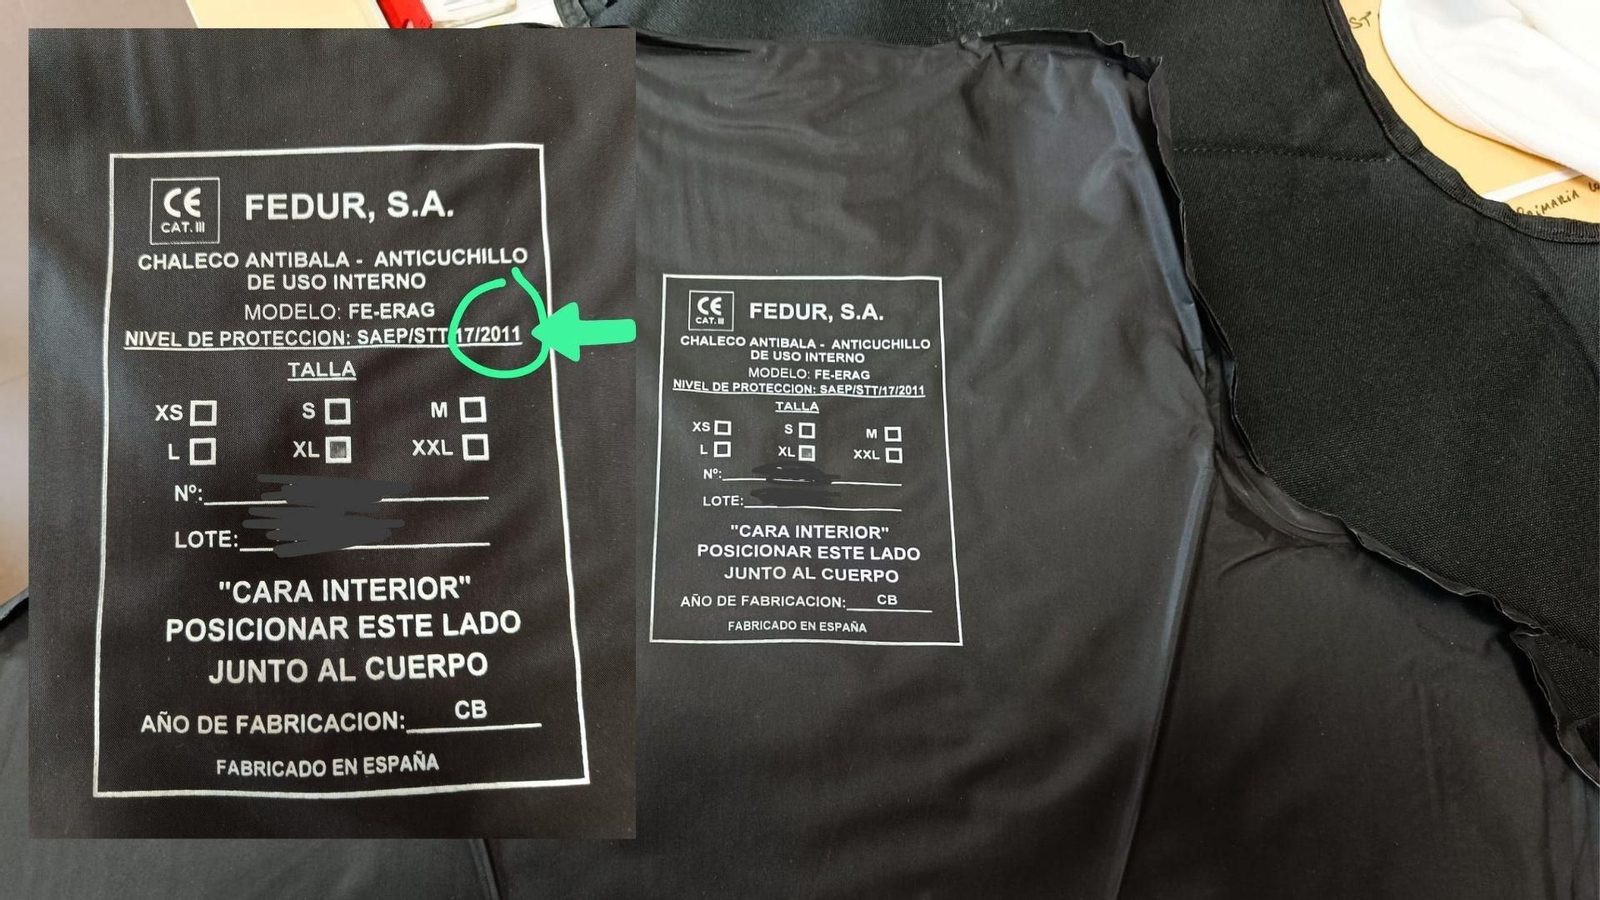 CE
CAT. III
FEDUR, S.A.
CHALECO ANTIBALA - ANTICUCHILLO
DE USO INTERNO
MODELO: FE-ERAG
NIVEL DE PROTECCION: SAEP/STT/17/2011
TALLA
XS S M
L XL XXL
Nº:
LOTE:
"CARA INTERIOR"
POSICIONAR ESTE LADO
JUNTO AL CUERPO
AÑO DE FABRICACION: CB
FABRICADO EN ESPAÑA
CE
CAT. III
FEDUR, S.A.
CHALECO ANTIBALA - ANTICUCHILLO
DE USO INTERNO
MODELO: FE-ERAG
NIVEL DE PROTECCION: SAEP/STT/17/2011
TALLA
XS S M
L XL XXL
Nº:
LOTE:
"CARA INTERIOR"
POSICIONAR ESTE LADO
JUNTO AL CUERPO
AÑO DE FABRICACION: CB
FABRICADO EN ESPAÑA